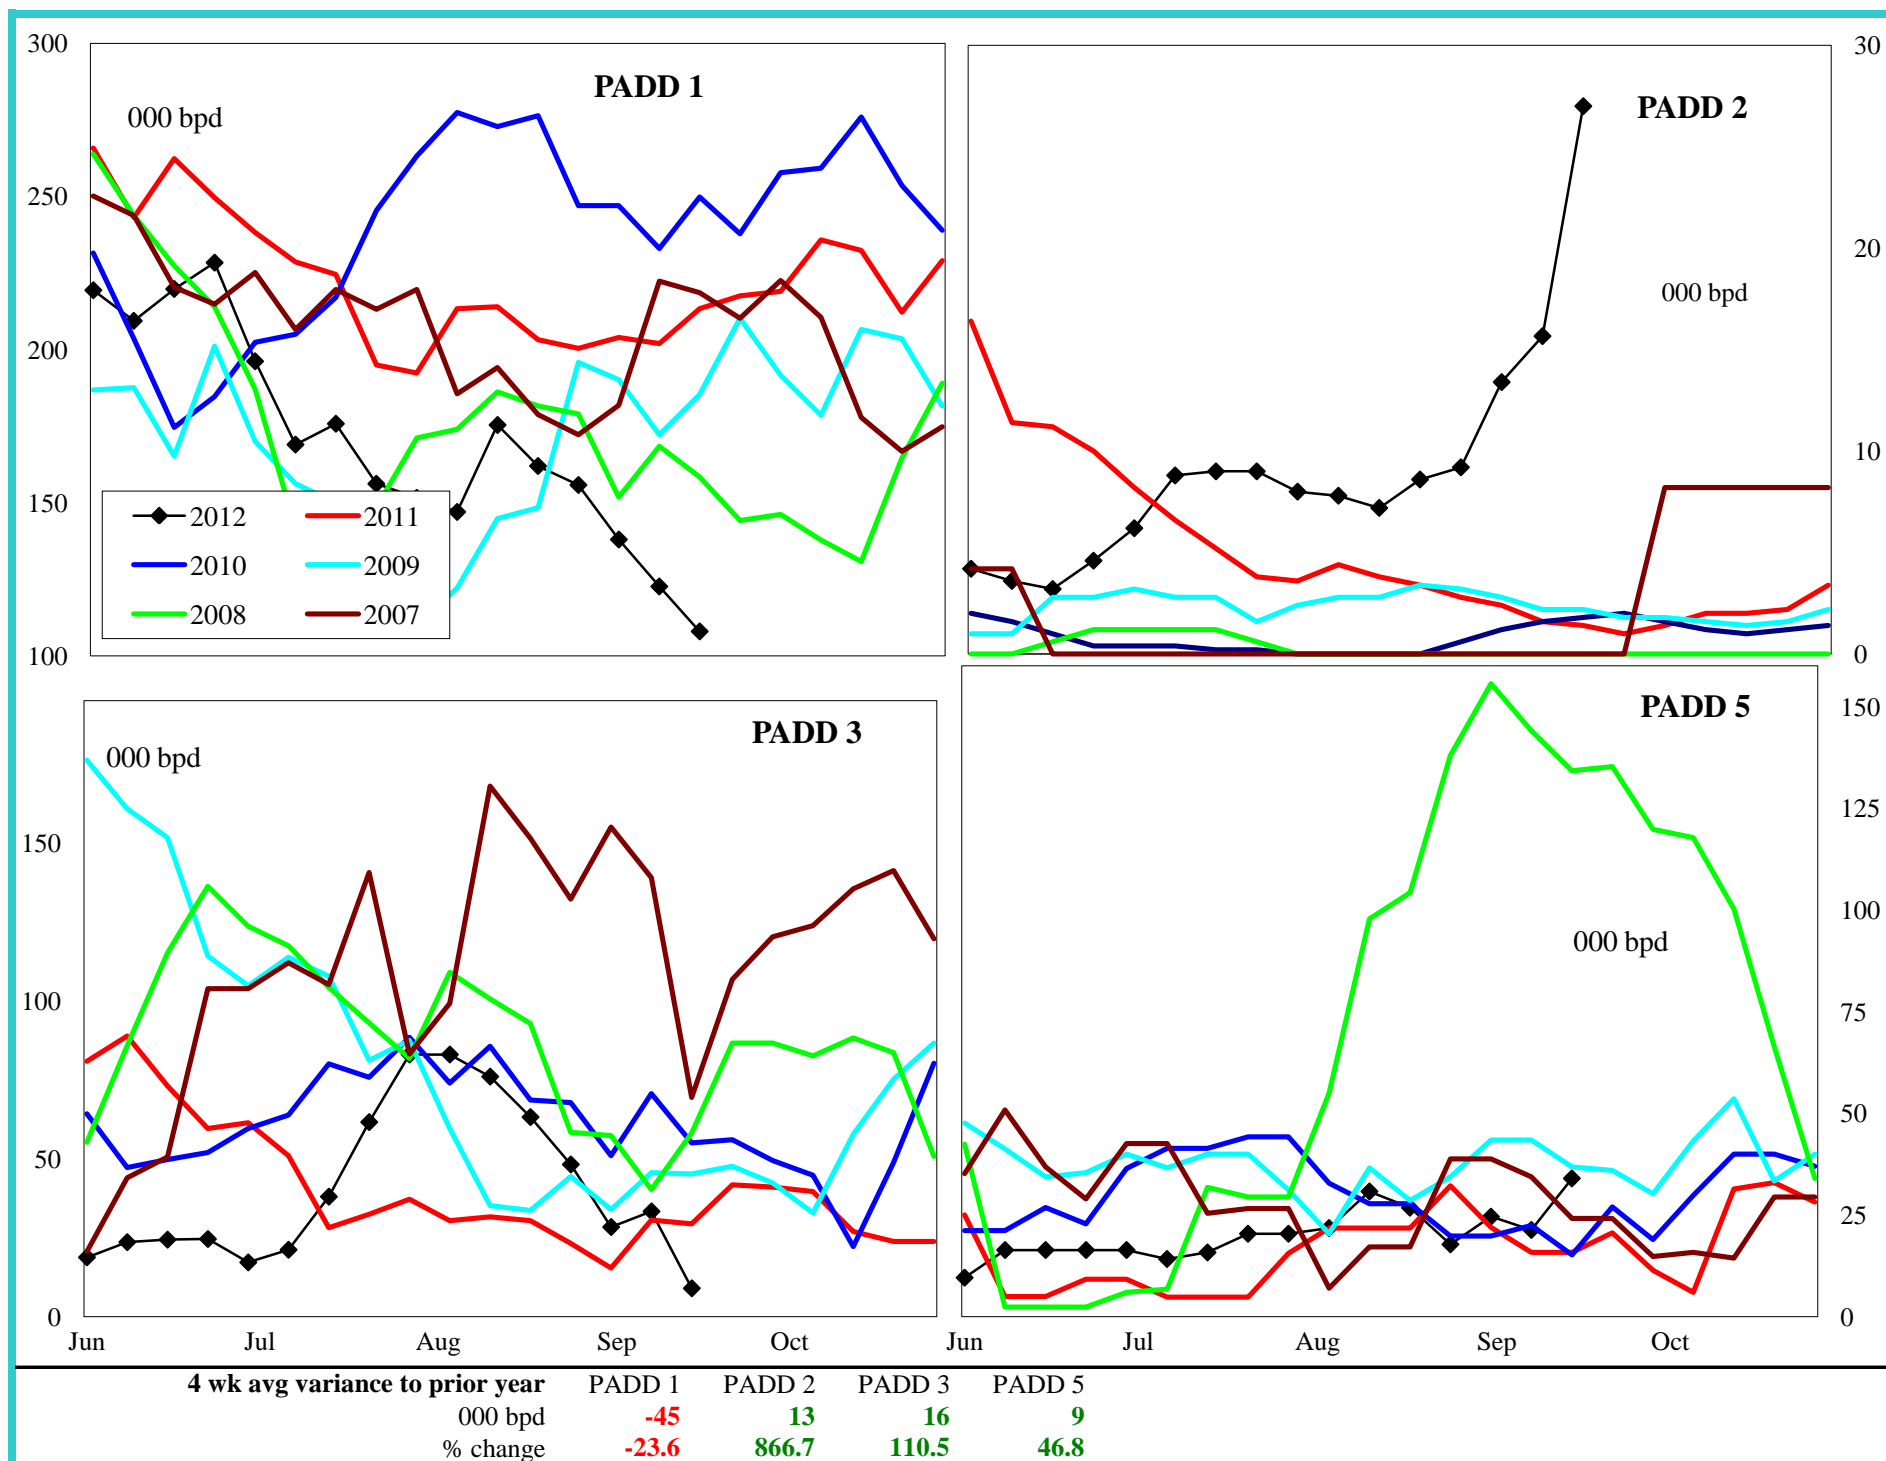 300
250
200
150
100
PADD 1
000 bpd
2012
2011
2010
2009
2008
2007
30
20
10
0
PADD 2
000 bpd
150
100
50
0
PADD 3
000 bpd
Jun Jul Aug Sep Oct
150
125
100
75
50
25
0
PADD 5
000 bpd
Jun Jul Aug Sep Oct
4 wk avg variance to prior year PADD 1 PADD 2 PADD 3 PADD 5
000 bpd -45 13 16 9
% change -23.6 866.7 110.5 46.8